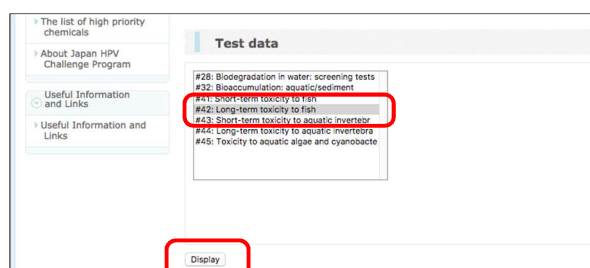 The list of high priority
chemicals
About Japan HPV
Challenge Program
Useful Information
and Links
Useful Information and
Links
Test data
#28: Biodegradation in water: screening tests
#32: Bioaccumulation: aquatic/sediment
#41: Short-term toxicity to fish
#42: Long-term toxicity to fish
#43: Short-term toxicity to aquatic invertebr
#44: Long-term toxicity to aquatic invertebra
#45: Toxicity to aquatic algae and cyanobacte
Display